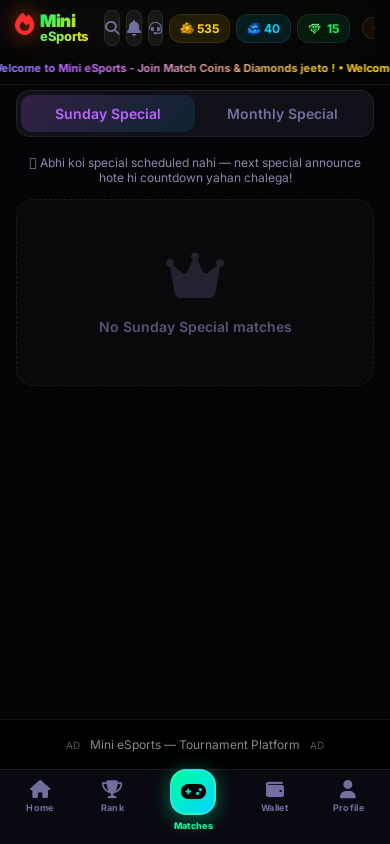 Mini
eSports
535
40
15
elcome to Mini eSports - Join Match Coins & Diamonds jeeto ! • Welcom
Sunday Special
Monthly Special
Abhi koi special scheduled nahi — next special announce
hote hi countdown yahan chalega!
No Sunday Special matches
AD Mini eSports — Tournament Platform AD
Home
Rank
Matches
Wallet
Profile